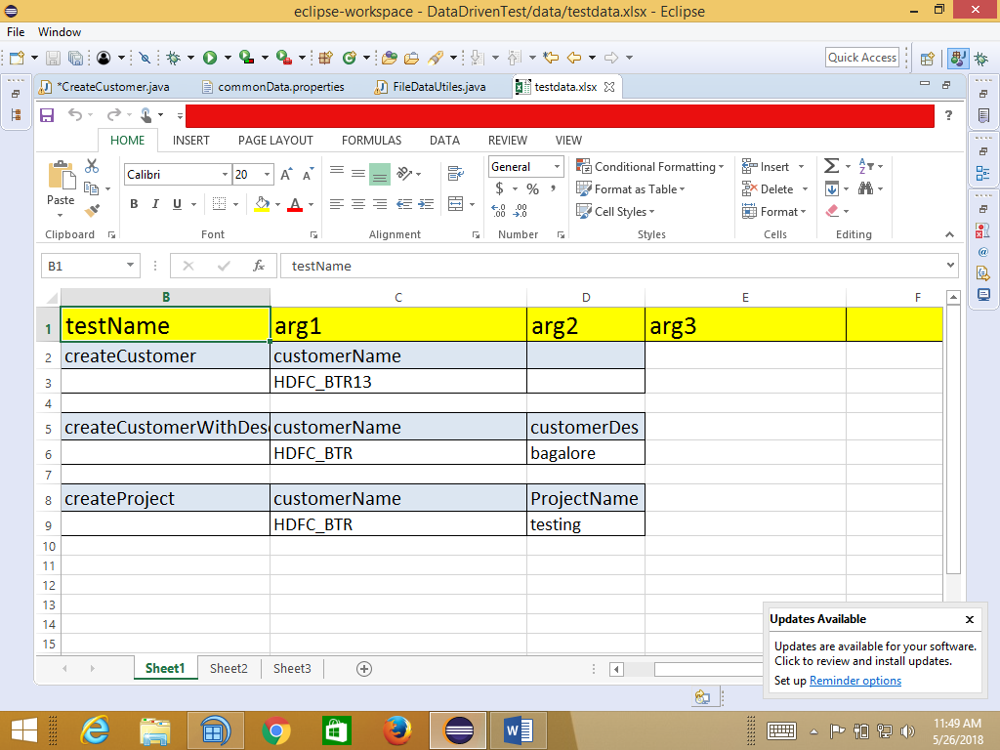 eclipse-workspace - DataDrivenTest/data/testdata.xlsx - Eclipse
File Window
Quick Access
*CreateCustomer.java commonData.properties FileDataUtiles.java testdata.xlsx
?
HOME INSERT PAGE LAYOUT FORMULAS DATA REVIEW VIEW
Paste
Calibri 20
B I U
General
$ % ,
Conditional Formatting
Format as Table
Cell Styles
Insert
Delete
Format
Clipboard Font Alignment Number Styles Cells Editing
B1 fx testName
B C D E F
1 testName arg1 arg2 arg3
2 createCustomer customerName
3 HDFC_BTR13
4
5 createCustomerWithDes customerName customerDes
6 HDFC_BTR bagalore
7
8 createProject customerName ProjectName
9 HDFC_BTR testing
10
11
12
13
14
15
Sheet1 Sheet2 Sheet3
Updates Available
Updates are available for your software.
Click to review and install updates.
Set up Reminder options
11:49 AM
5/26/2018